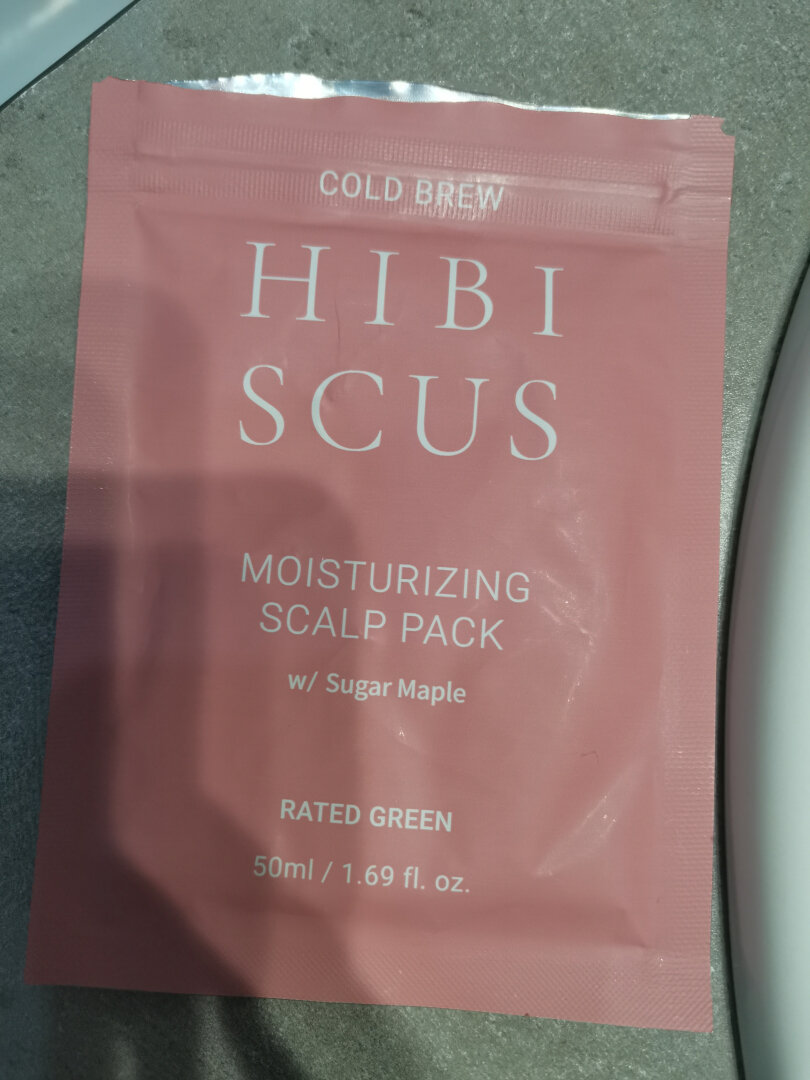 COLD BREW
HIBI
SCUS
MOISTURIZING
SCALP PACK
w/ Sugar Maple
RATED GREEN
50ml / 1.69 fl. oz.